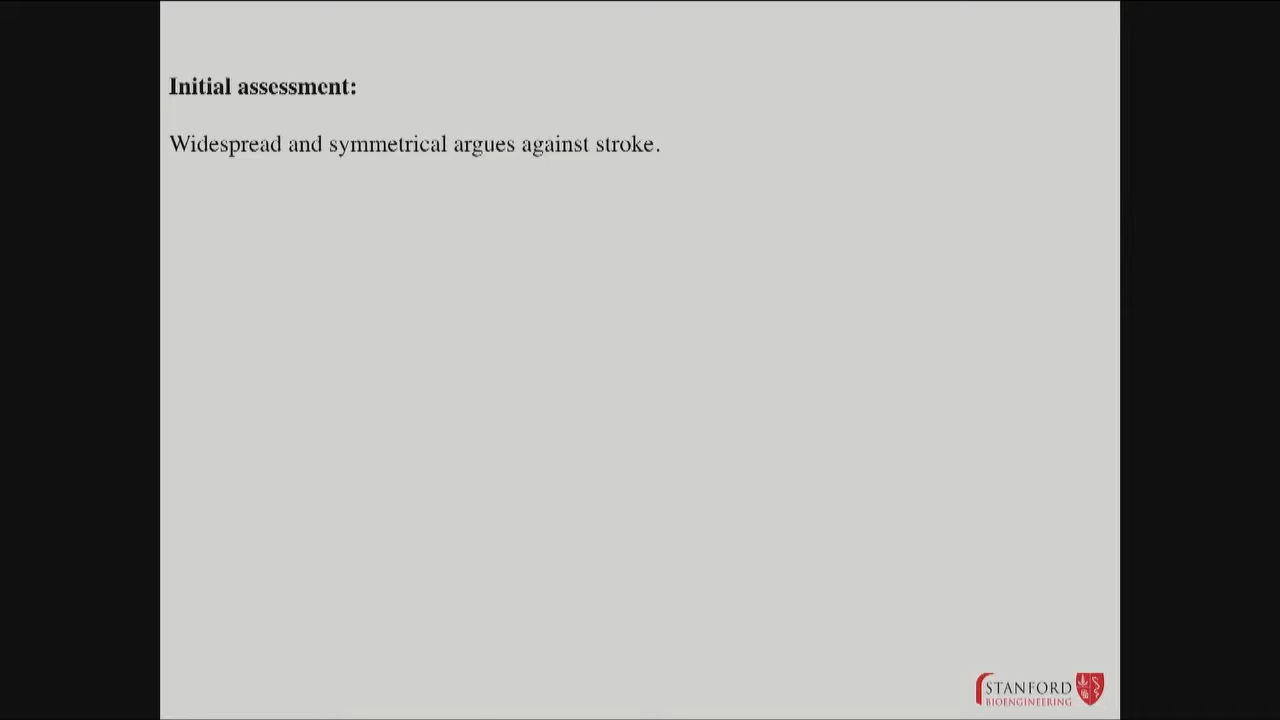 Initial assessment:
Widespread and symmetrical argues against stroke.
STANFORD
BIOENGINEERING